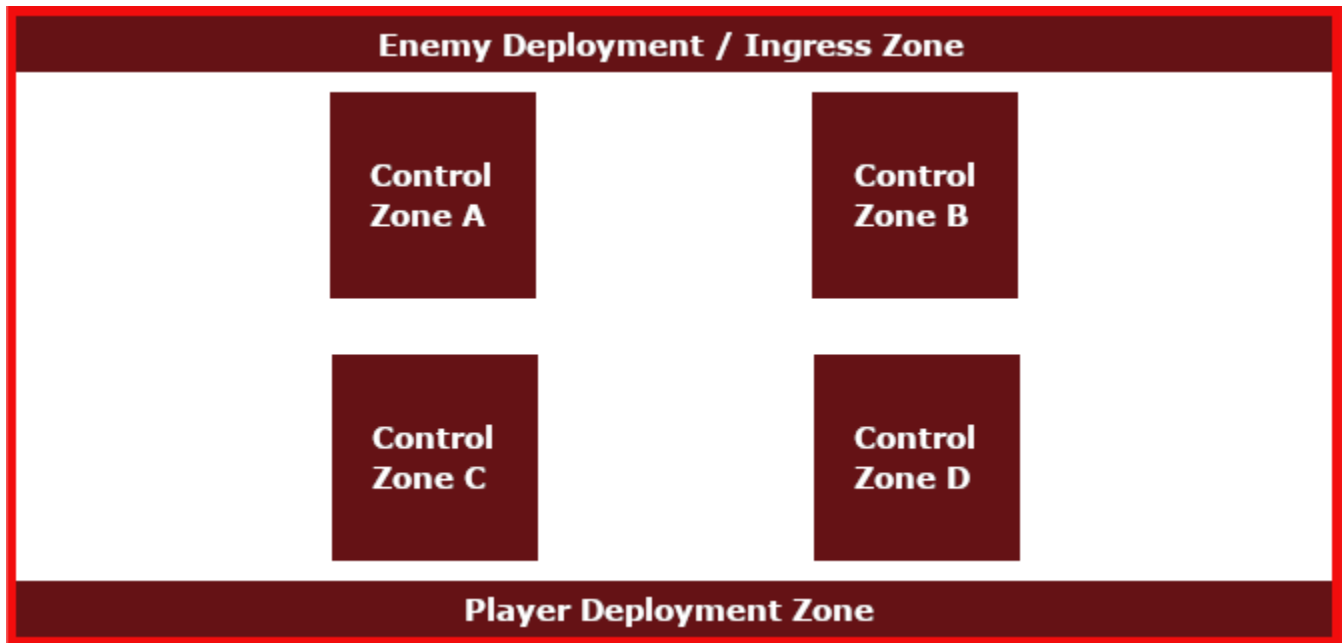 Enemy Deployment / Ingress Zone
Control
Zone A
Control
Zone B
Control
Zone C
Control
Zone D
Player Deployment Zone